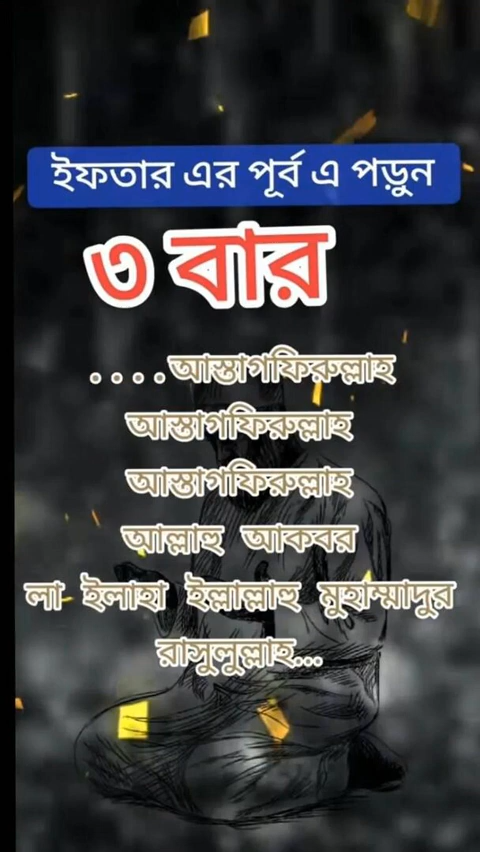 ইফতার এর পূর্ব এ পড়ুন
৩ বার
....আস্তাগফিরুল্লাহ
আস্তাগফিরুল্লাহ
আস্তাগফিরুল্লাহ
আল্লাহু আকবর
লা ইলাহা ইল্লাল্লাহু মুহাম্মাদুর
রাসুলুল্লাহ...